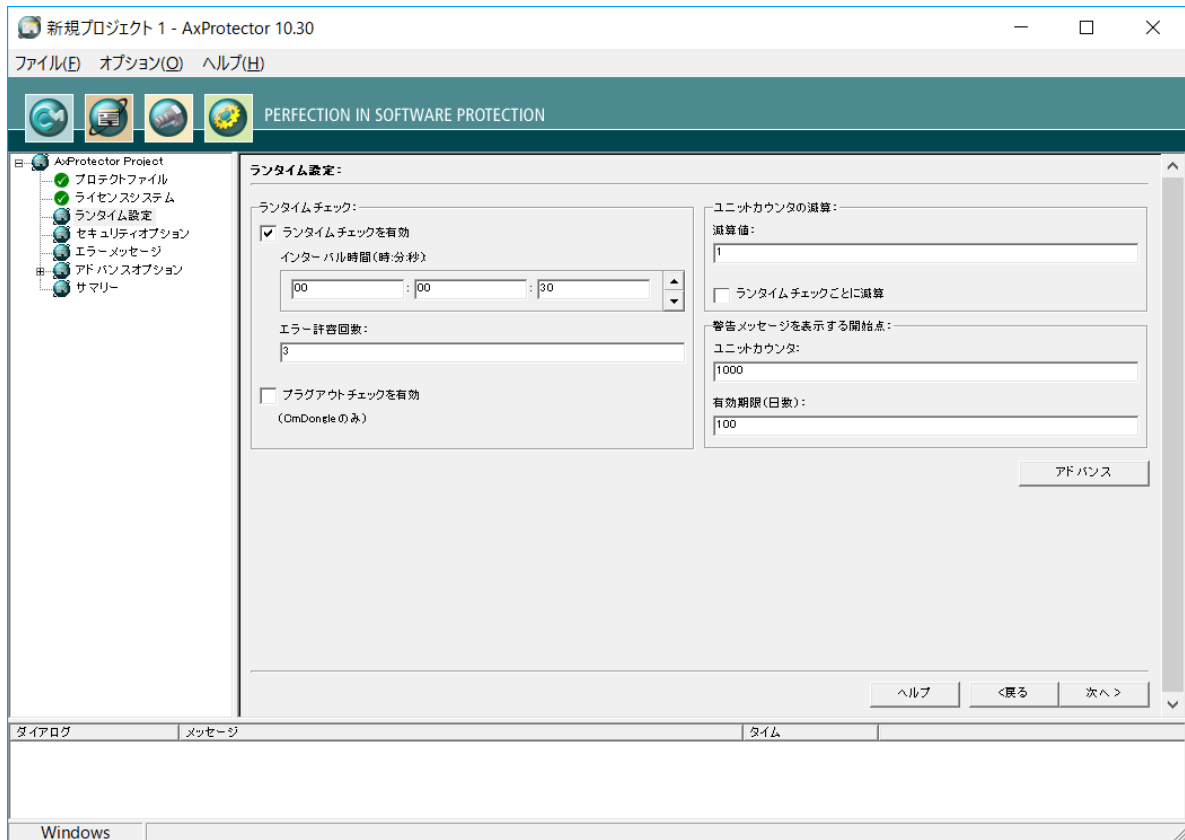 新規プロジェクト 1 - AxProtector 10.30
ファイル(F) オプション(O) ヘルプ(H)
PERFECTION IN SOFTWARE PROTECTION
AxProtector Project
プロテクトファイル
ライセンスシステム
ランタイム設定
セキュリティオプション
エラーメッセージ
アドバンスオプション
サマリー
ランタイム設定:
ランタイムチェック:
ランタイムチェックを有効
インターバル時間(時:分:秒):
00 : 00 : 30
エラー許容回数:
3
プラグアウトチェックを有効
(CmDongleのみ)
ユニットカウンタの減算:
減算値:
1
ランタイムチェックごとに減算
警告メッセージを表示する開始点:
ユニットカウンタ:
1000
有効期限(日数):
100
アドバンス
ヘルプ <戻る 次へ>
ダイアログ メッセージ タイム
Windows